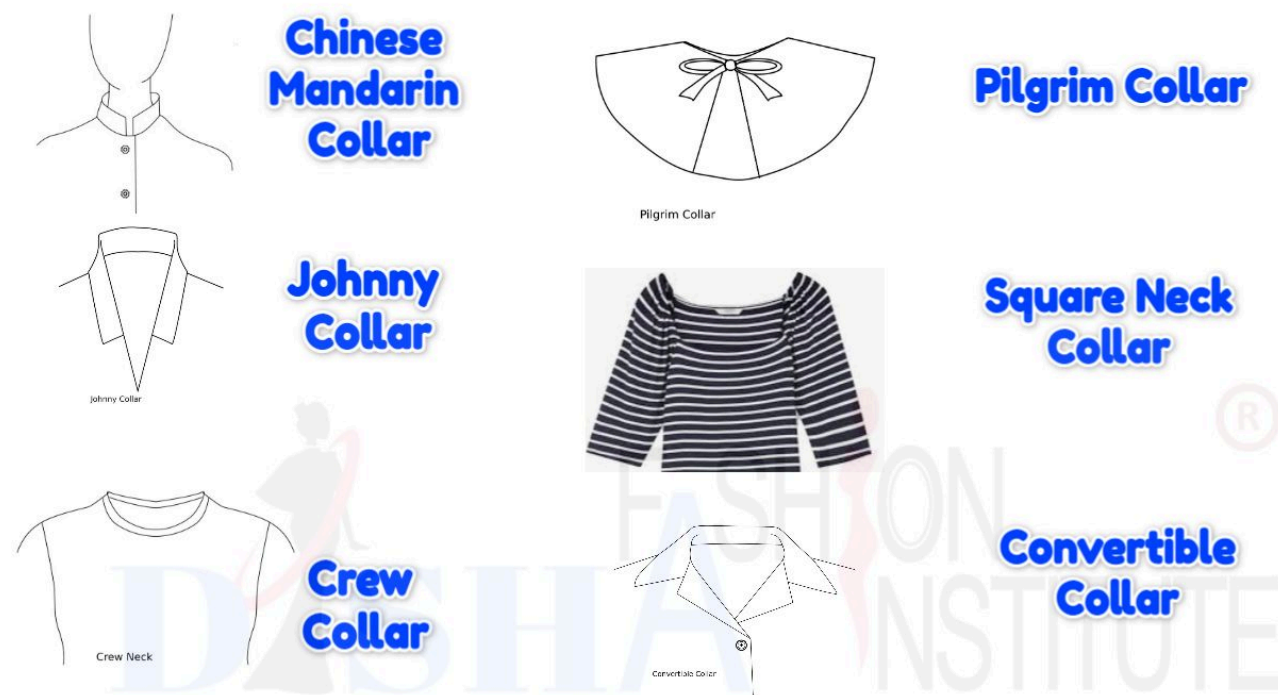 Chinese
Mandarin
Collar
Pilgrim Collar
Pilgrim Collar
Johnny
Collar
Johnny Collar
Square Neck
Collar
Crew
Collar
Crew Neck
Convertible
Collar
Convertible Collar
DISHA
FASHION
INSTITUTE
®